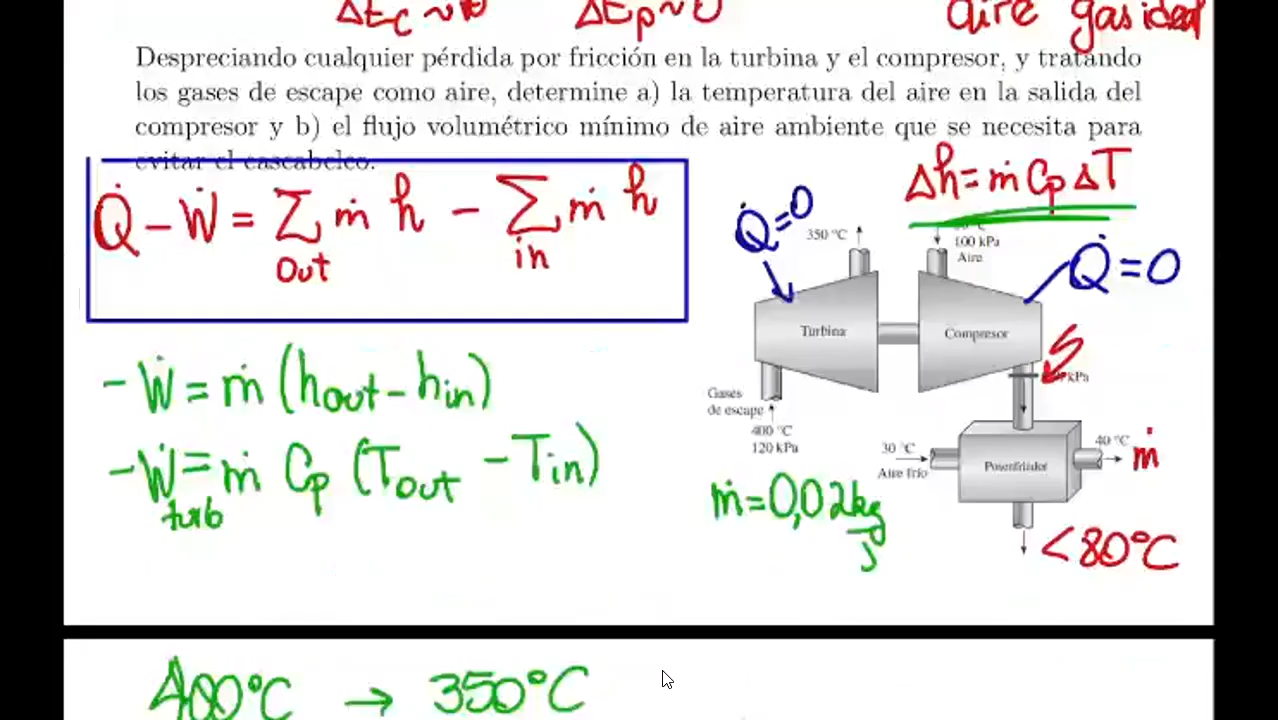 ΔEc ~ 0 ΔEp ~ 0 aire gas ideal
Despreciando cualquier pérdida por fricción en la turbina y el compresor, y tratando
los gases de escape como aire, determine a) la temperatura del aire en la salida del
compresor y b) el flujo volumétrico mínimo de aire ambiente que se necesita para
evitar el cascabeleo.
Q̇ - Ẇ = Σ ṁ h - Σ ṁ h
out in
Δh = ṁ Cp ΔT
Q̇=0
350 °C
100 kPa
Aire
Q̇=0
Turbina
Compresor
kPa
-Ẇ = ṁ (hout - hin)
Gases
de escape
400 °C
120 kPa
-Ẇ = ṁ Cp (Tout - Tin)
turb
30 °C
Aire frío
Posenfriador
40 °C
ṁ
ṁ=0,02 kg
s
<80°C
400°C → 350°C